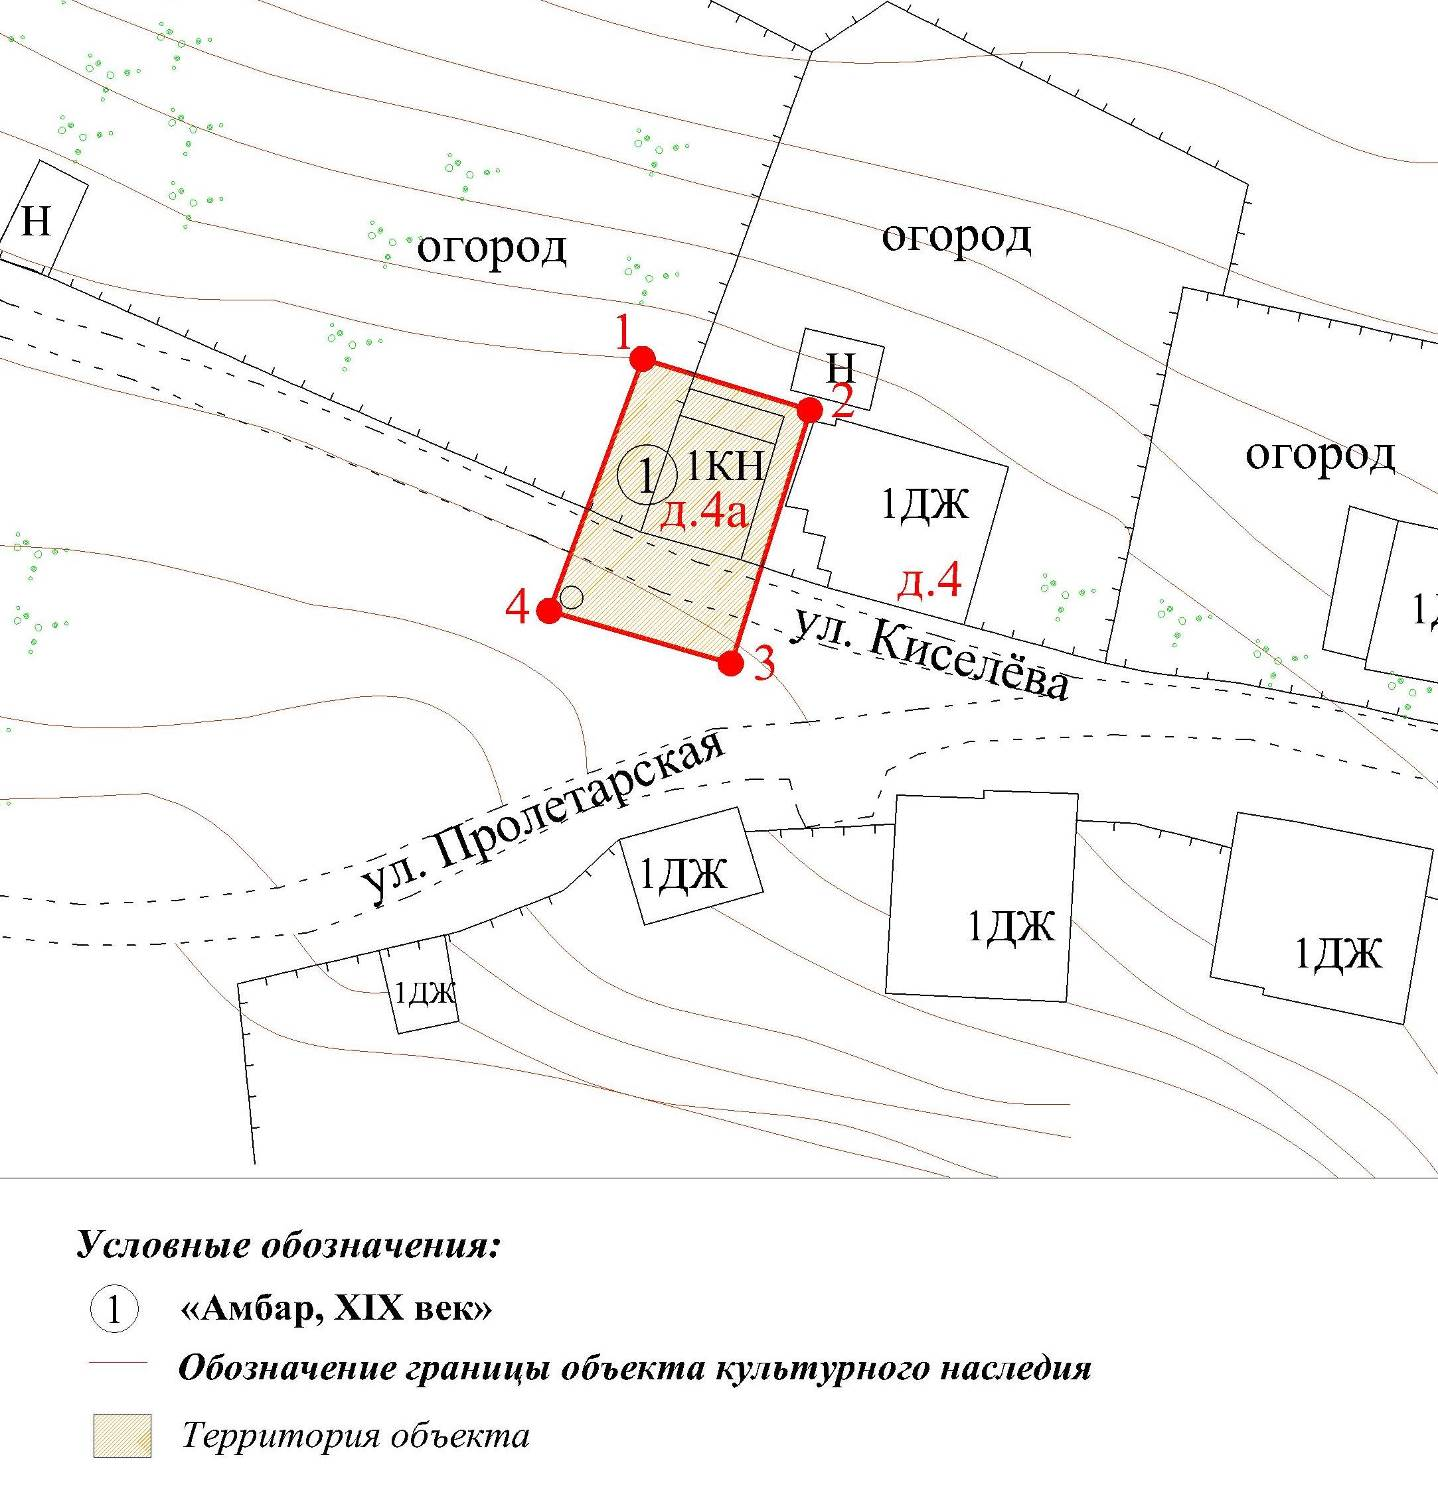 Н
огород
огород
1
Н
2
огород
1
1КН
д.4а
1ДЖ
д.4
4
3
ул. Киселёва
ул. Пролетарская
1ДЖ
1ДЖ
1ДЖ
1ДЖ
Условные обозначения:
1 «Амбар, XIX век»
Обозначение границы объекта культурного наследия
Территория объекта